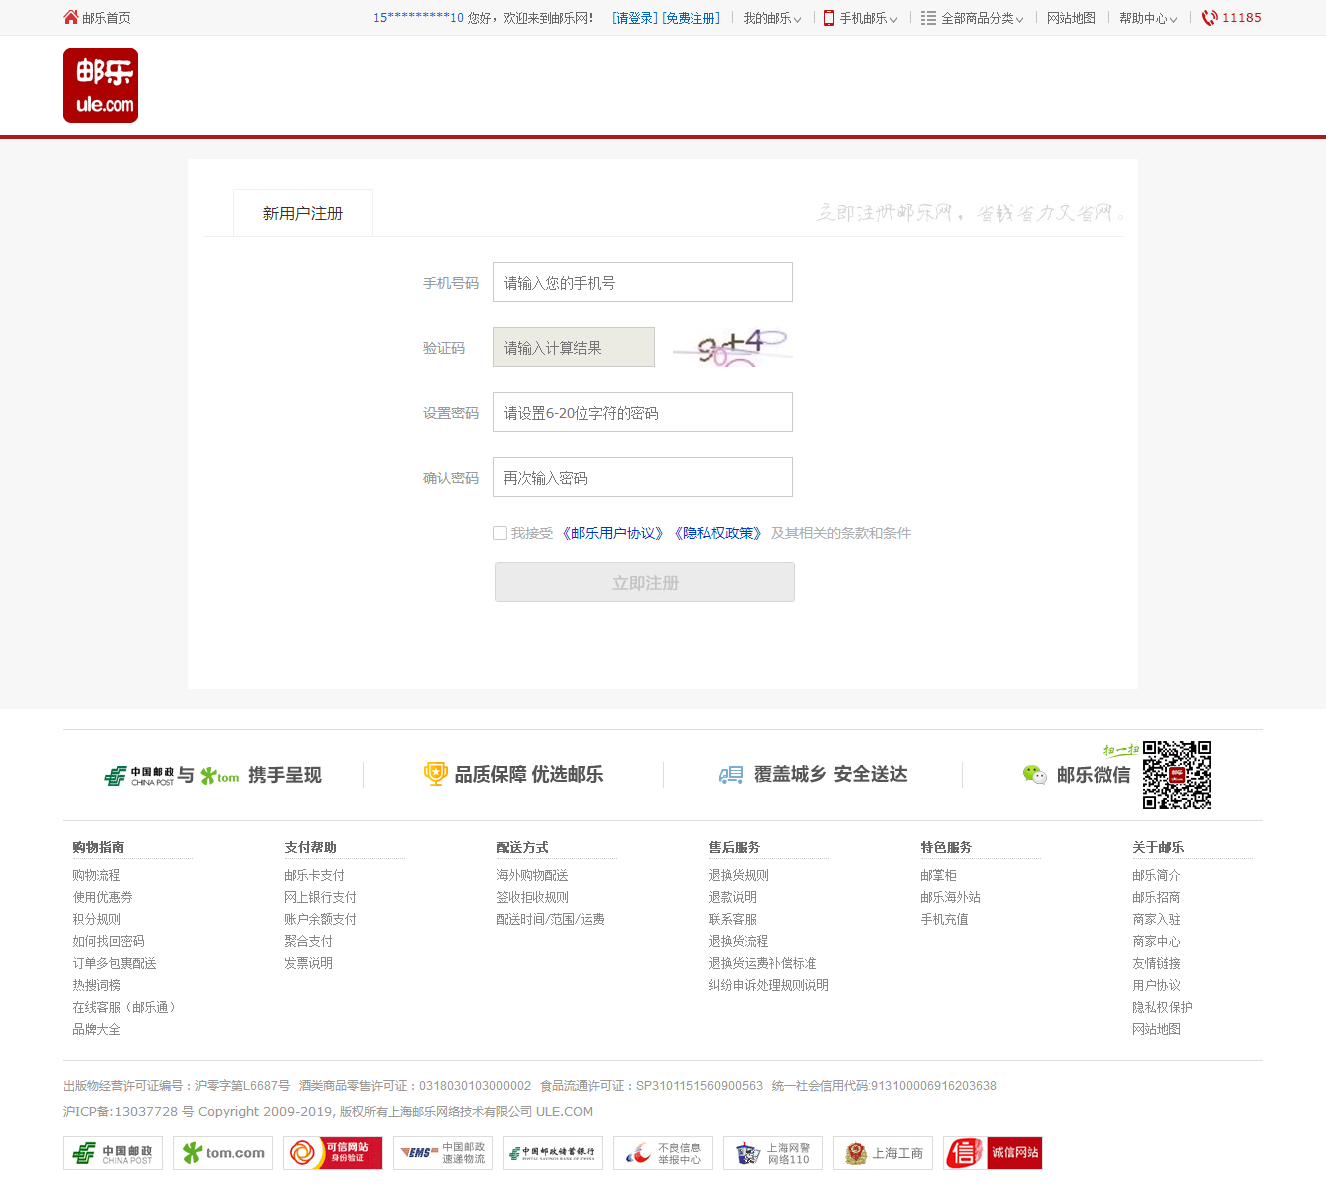 邮乐首页
15*********10 您好，欢迎来到邮乐网！ [请登录] [免费注册] 我的邮乐 手机邮乐 全部商品分类 网站地图 帮助中心 11185
邮乐
ule.com
新用户注册
立即注册邮乐网，省钱省力又省网。
手机号码 请输入您的手机号
验证码 请输入计算结果 9+4
设置密码 请设置6-20位字符的密码
确认密码 再次输入密码
我接受 《邮乐用户协议》 《隐私权政策》 及其相关的条款和条件
立即注册
中国邮政 CHINA POST 与 tom 携手呈现
品质保障 优选邮乐
覆盖城乡 安全送达
邮乐微信 扫一扫
购物指南
购物流程
使用优惠券
积分规则
如何找回密码
订单多包裹配送
热搜词榜
在线客服（邮乐通）
品牌大全
支付帮助
邮乐卡支付
网上银行支付
账户余额支付
聚合支付
发票说明
配送方式
海外购物配送
签收拒收规则
配送时间/范围/运费
售后服务
退换货规则
退款说明
联系客服
退换货流程
退换货运费补偿标准
纠纷申诉处理规则说明
特色服务
邮掌柜
邮乐海外站
手机充值
关于邮乐
邮乐简介
邮乐招商
商家入驻
商家中心
友情链接
用户协议
隐私权保护
网站地图
出版物经营许可证编号：沪零字第L6687号 酒类商品零售许可证：0318030103000002 食品流通许可证：SP3101151560900563 统一社会信用代码:913100006916203638
沪ICP备:13037728 号 Copyright 2009-2019, 版权所有上海邮乐网络技术有限公司 ULE.COM
中国邮政
CHINA POST
tom.com
可信网站
身份验证
EMS 中国邮政
速递物流
中国邮政储蓄银行
POSTAL SAVINGS BANK OF CHINA
不良信息
举报中心
上海网警
网络110
上海工商
信 诚信网站